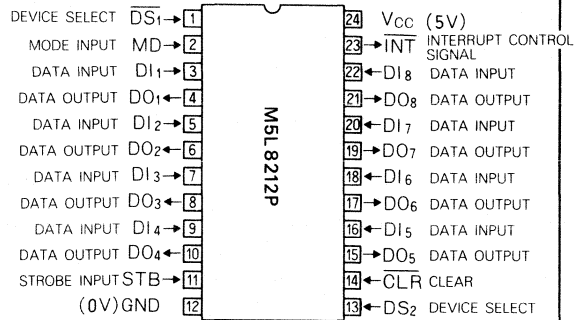 DEVICE SELECT D̅S̅₁ → 1
MODE INPUT MD → 2
DATA INPUT DI₁ → 3
DATA OUTPUT DO₁ ← 4
DATA INPUT DI₂ → 5
DATA OUTPUT DO₂ ← 6
DATA INPUT DI₃ → 7
DATA OUTPUT DO₃ ← 8
DATA INPUT DI₄ → 9
DATA OUTPUT DO₄ ← 10
STROBE INPUT STB → 11
(0V) GND 12
M5L8212P
24 VCC (5V)
23 → I̅N̅T̅ INTERRUPT CONTROL
SIGNAL
22 ← DI₈ DATA INPUT
21 → DO₈ DATA OUTPUT
20 ← DI₇ DATA INPUT
19 → DO₇ DATA OUTPUT
18 ← DI₆ DATA INPUT
17 → DO₆ DATA OUTPUT
16 ← DI₅ DATA INPUT
15 → DO₅ DATA OUTPUT
14 ← C̅L̅R̅ CLEAR
13 ← DS₂ DEVICE SELECT